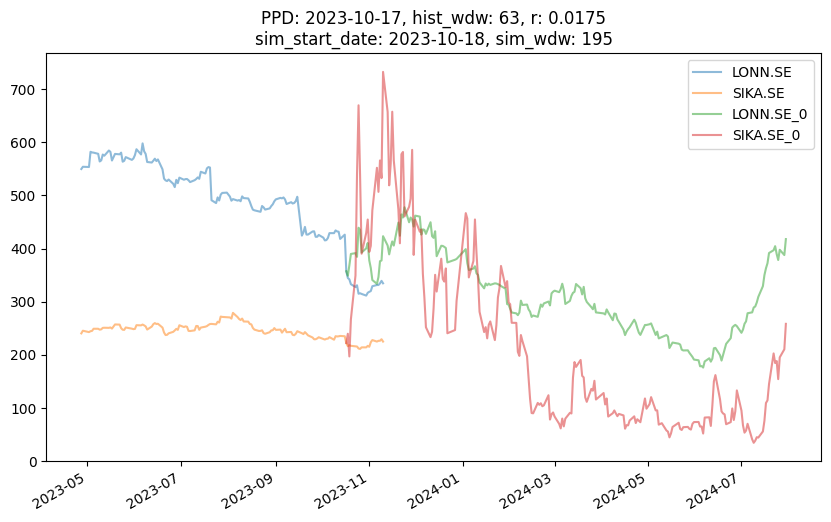 PPD: 2023-10-17, hist_wdw: 63, r: 0.0175
sim_start_date: 2023-10-18, sim_wdw: 195
LONN.SE
SIKA.SE
LONN.SE_0
SIKA.SE_0
700
600
500
400
300
200
100
0
2023-05
2023-07
2023-09
2023-11
2024-01
2024-03
2024-05
2024-07